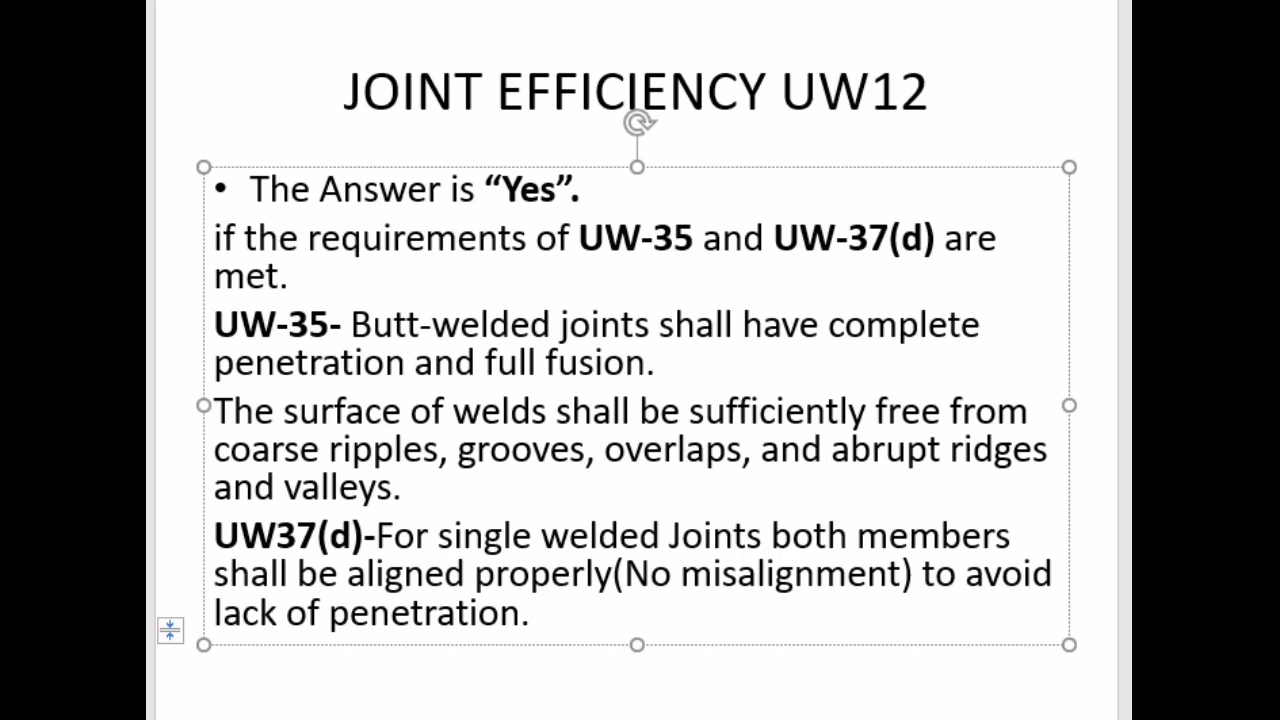 JOINT EFFICIENCY UW12
• The Answer is “Yes”.
if the requirements of UW-35 and UW-37(d) are
met.
UW-35- Butt-welded joints shall have complete
penetration and full fusion.
The surface of welds shall be sufficiently free from
coarse ripples, grooves, overlaps, and abrupt ridges
and valleys.
UW37(d)-For single welded Joints both members
shall be aligned properly(No misalignment) to avoid
lack of penetration.